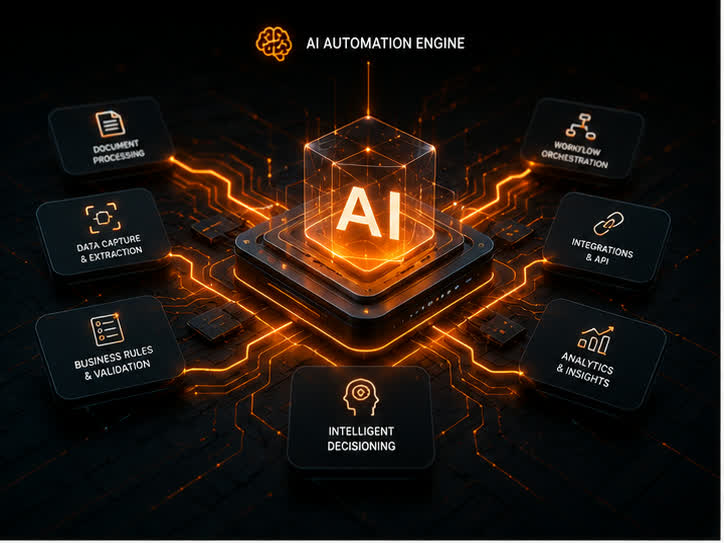 AI AUTOMATION ENGINE
DOCUMENT
PROCESSING
WORKFLOW
ORCHESTRATION
AI
DATA CAPTURE
& EXTRACTION
INTEGRATIONS
& API
BUSINESS RULES
& VALIDATION
ANALYTICS
& INSIGHTS
INTELLIGENT
DECISIONING